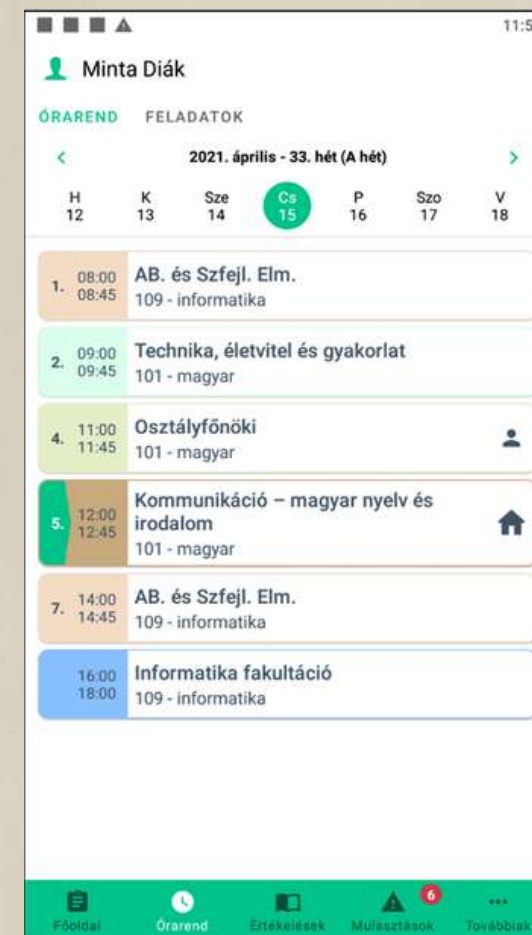 11:5
Minta Diák
ÓRAREND FELADATOK
2021. április - 33. hét (A hét)
H K Sze Cs P Szo V
12 13 14 15 16 17 18
1. 08:00 08:45 AB. és Szfejl. Elm.
109 - informatika
2. 09:00 09:45 Technika, életvitel és gyakorlat
101 - magyar
4. 11:00 11:45 Osztályfőnöki
101 - magyar
5. 12:00 12:45 Kommunikáció – magyar nyelv és
irodalom
101 - magyar
7. 14:00 14:45 AB. és Szfejl. Elm.
109 - informatika
16:00 18:00 Informatika fakultáció
109 - informatika
6
Főoldal Órarend Értékelések Mulasztások